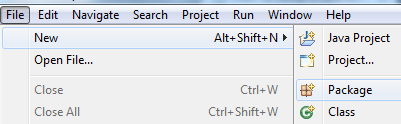 File Edit Navigate Search Project Run Window Help
New Alt+Shift+N Java Project
Open File... Project...
Close Ctrl+W Package
Close All Ctrl+Shift+W Class